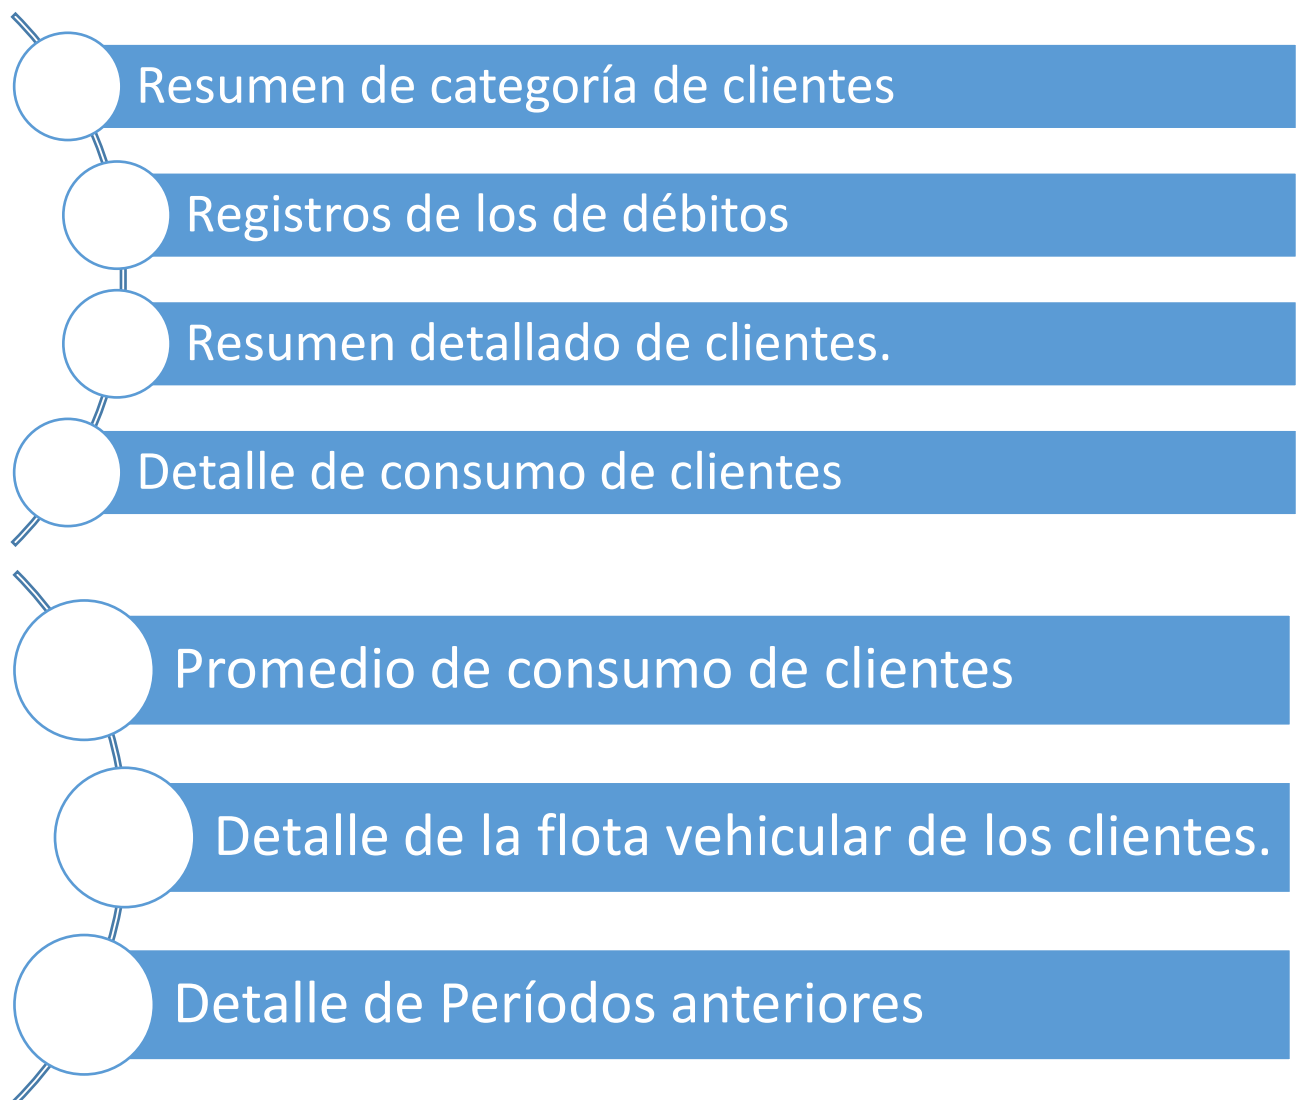 Resumen de categoría de clientes
Registros de los de débitos
Resumen detallado de clientes.
Detalle de consumo de clientes
Promedio de consumo de clientes
Detalle de la flota vehicular de los clientes.
Detalle de Períodos anteriores